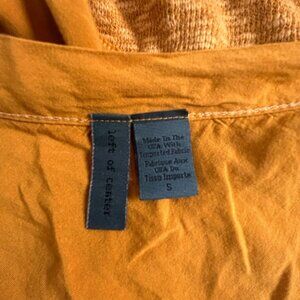 left of center
Made In The
USA With
Imported Fabric
Fabrique Aux
USA Du
Tissu Importe
S